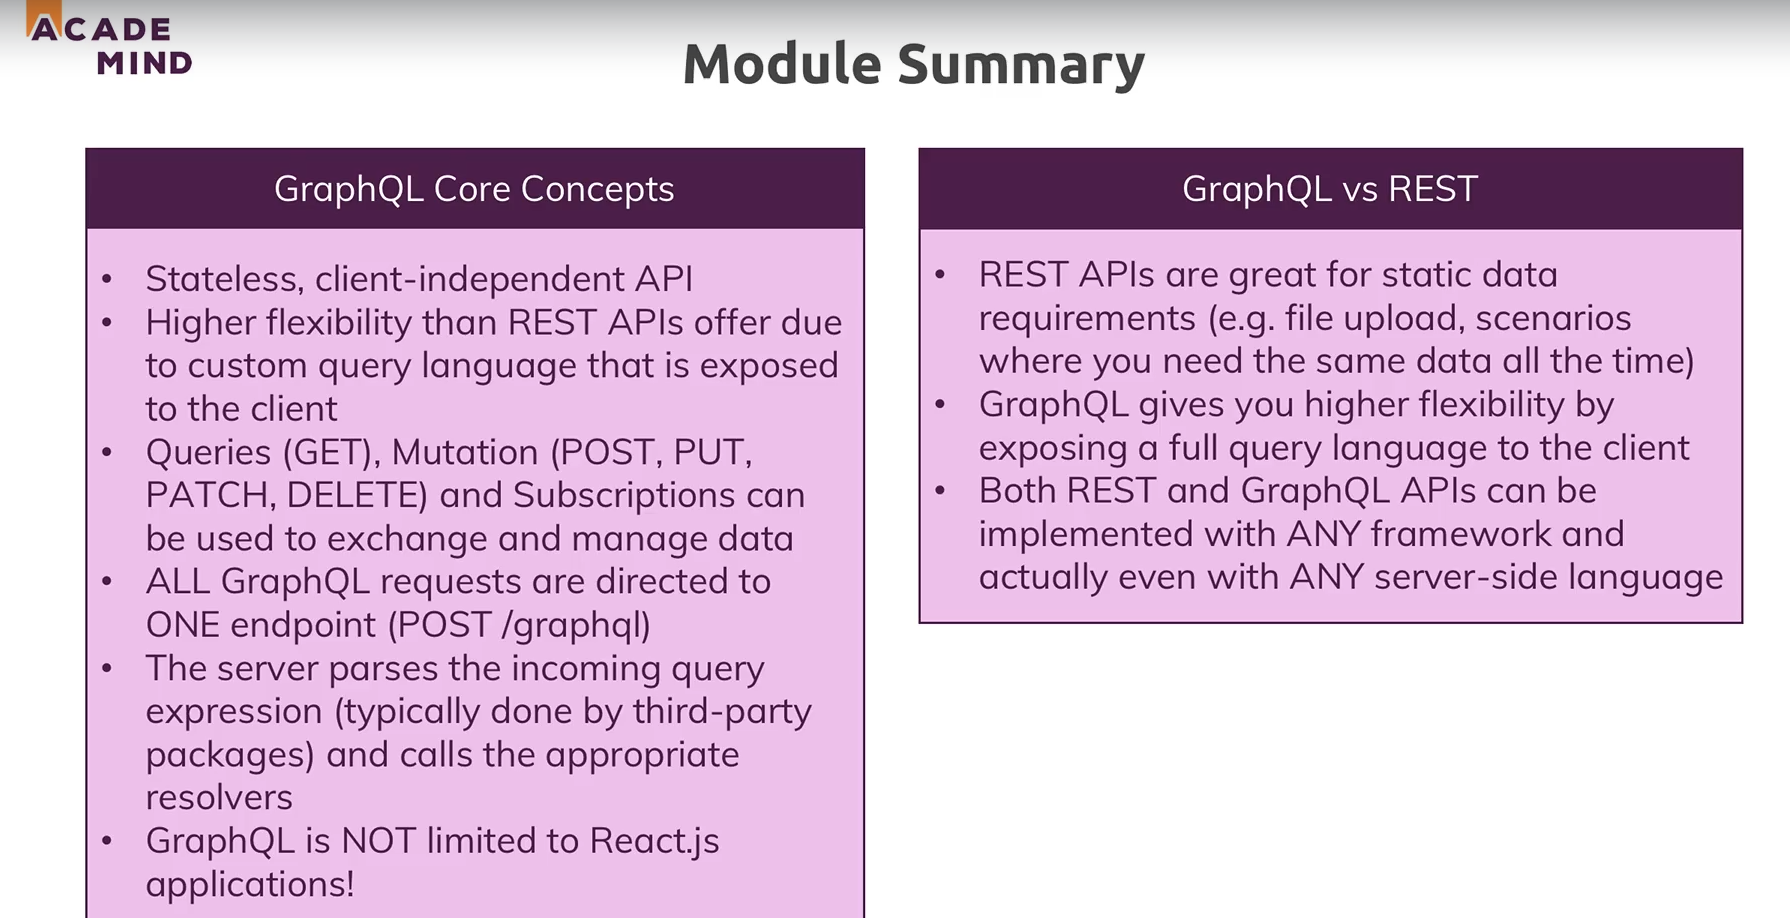 ACADE
MIND
Module Summary
GraphQL Core Concepts
• Stateless, client-independent API
• Higher flexibility than REST APIs offer due
to custom query language that is exposed
to the client
• Queries (GET), Mutation (POST, PUT,
PATCH, DELETE) and Subscriptions can
be used to exchange and manage data
• ALL GraphQL requests are directed to
ONE endpoint (POST /graphql)
• The server parses the incoming query
expression (typically done by third-party
packages) and calls the appropriate
resolvers
• GraphQL is NOT limited to React.js
applications!
GraphQL vs REST
• REST APIs are great for static data
requirements (e.g. file upload, scenarios
where you need the same data all the time)
• GraphQL gives you higher flexibility by
exposing a full query language to the client
• Both REST and GraphQL APIs can be
implemented with ANY framework and
actually even with ANY server-side language